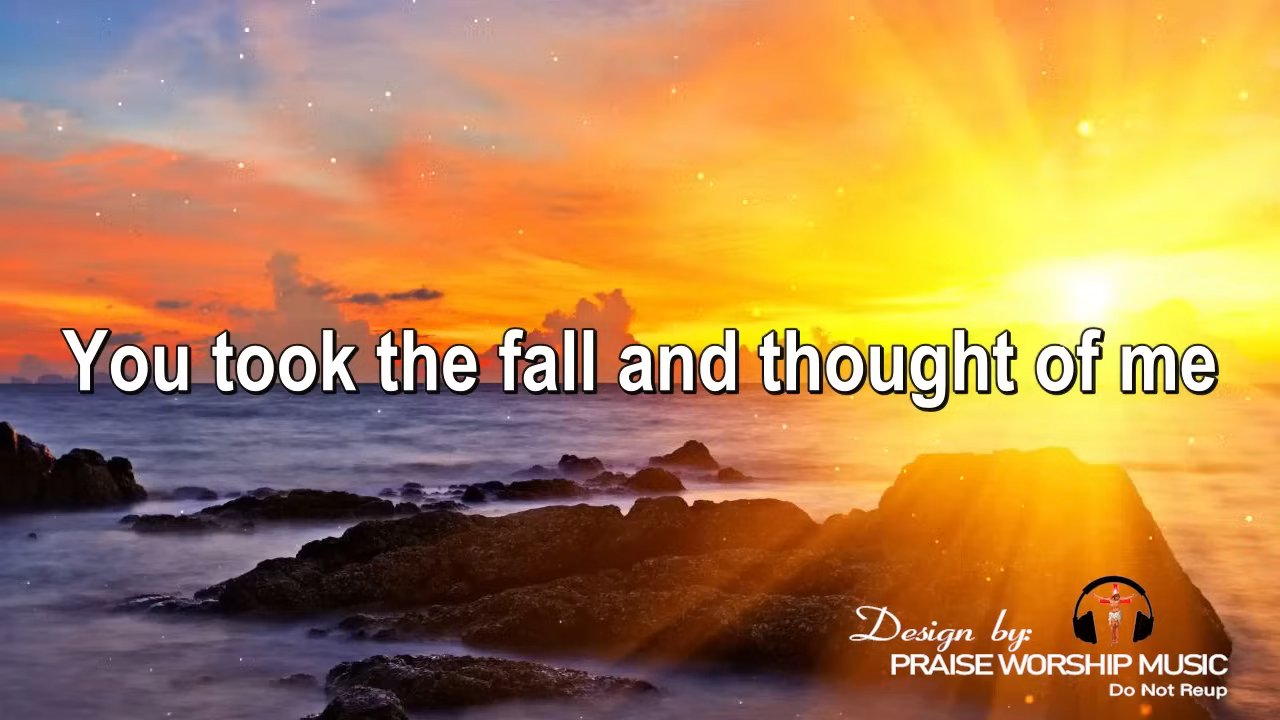 You took the fall and thought of me
Design by:
PRAISE WORSHIP MUSIC
Do Not Reup